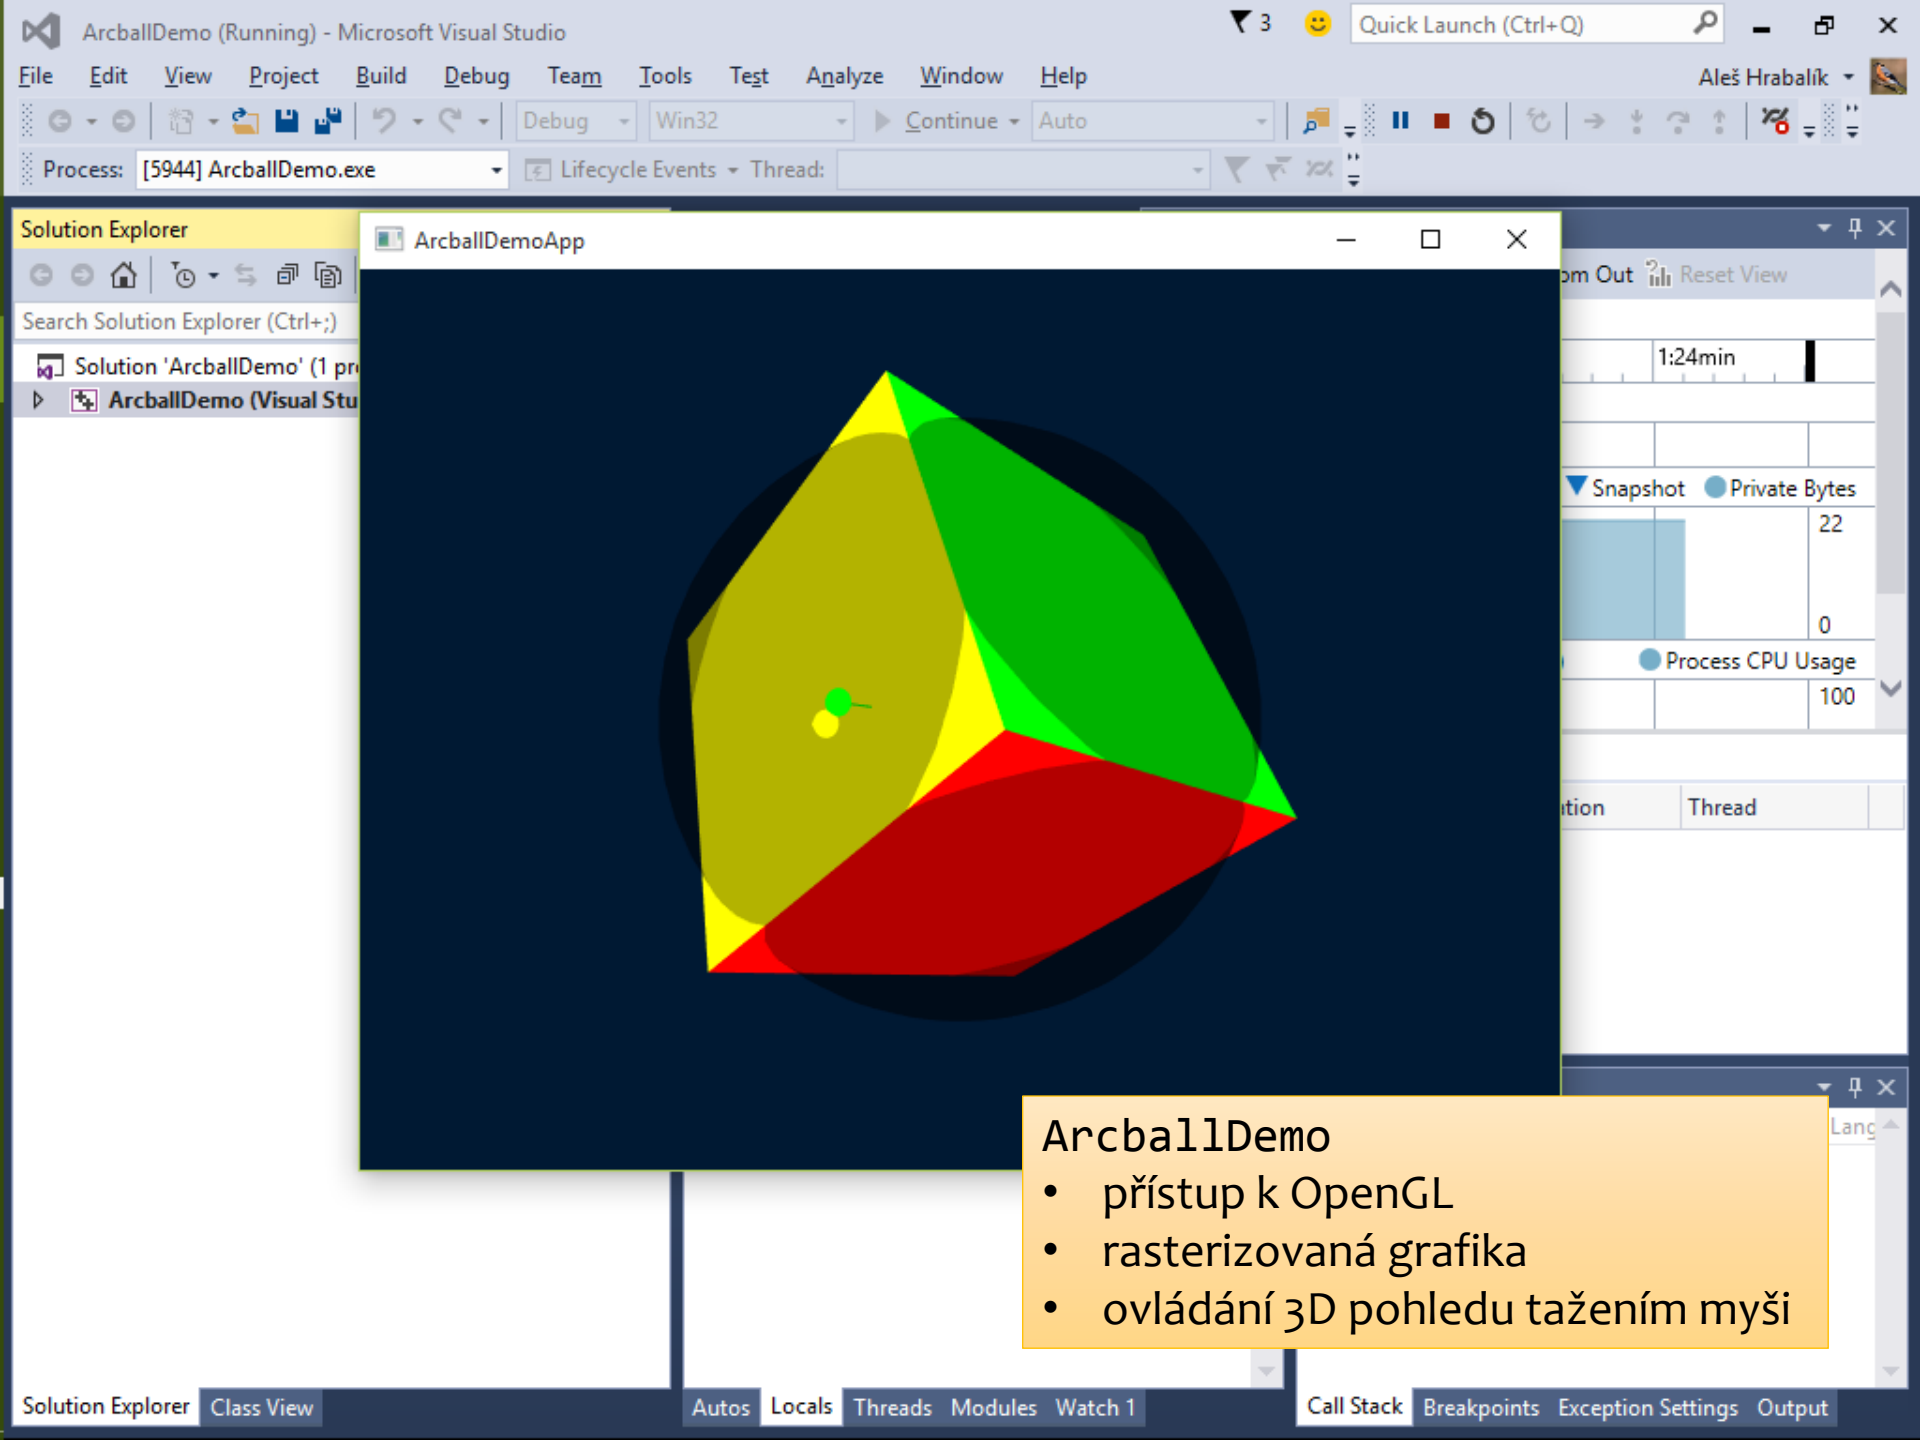 ArcballDemo (Running) - Microsoft Visual Studio
3
Quick Launch (Ctrl+Q)
File Edit View Project Build Debug Team Tools Test Analyze Window Help
Aleš Hrabalík
Debug Win32 Continue Auto
Process: [5944] ArcballDemo.exe Lifecycle Events Thread:
Solution Explorer
ArcballDemoApp
Search Solution Explorer (Ctrl+;)
Solution 'ArcballDemo' (1 pr
ArcballDemo (Visual Stu
om Out Reset View
1:24min
Snapshot Private Bytes
22
0
Process CPU Usage
100
tion Thread
Lang
ArcballDemo
• přístup k OpenGL
• rasterizovaná grafika
• ovládání 3D pohledu tažením myši
Solution Explorer Class View
Autos Locals Threads Modules Watch 1
Call Stack Breakpoints Exception Settings Output